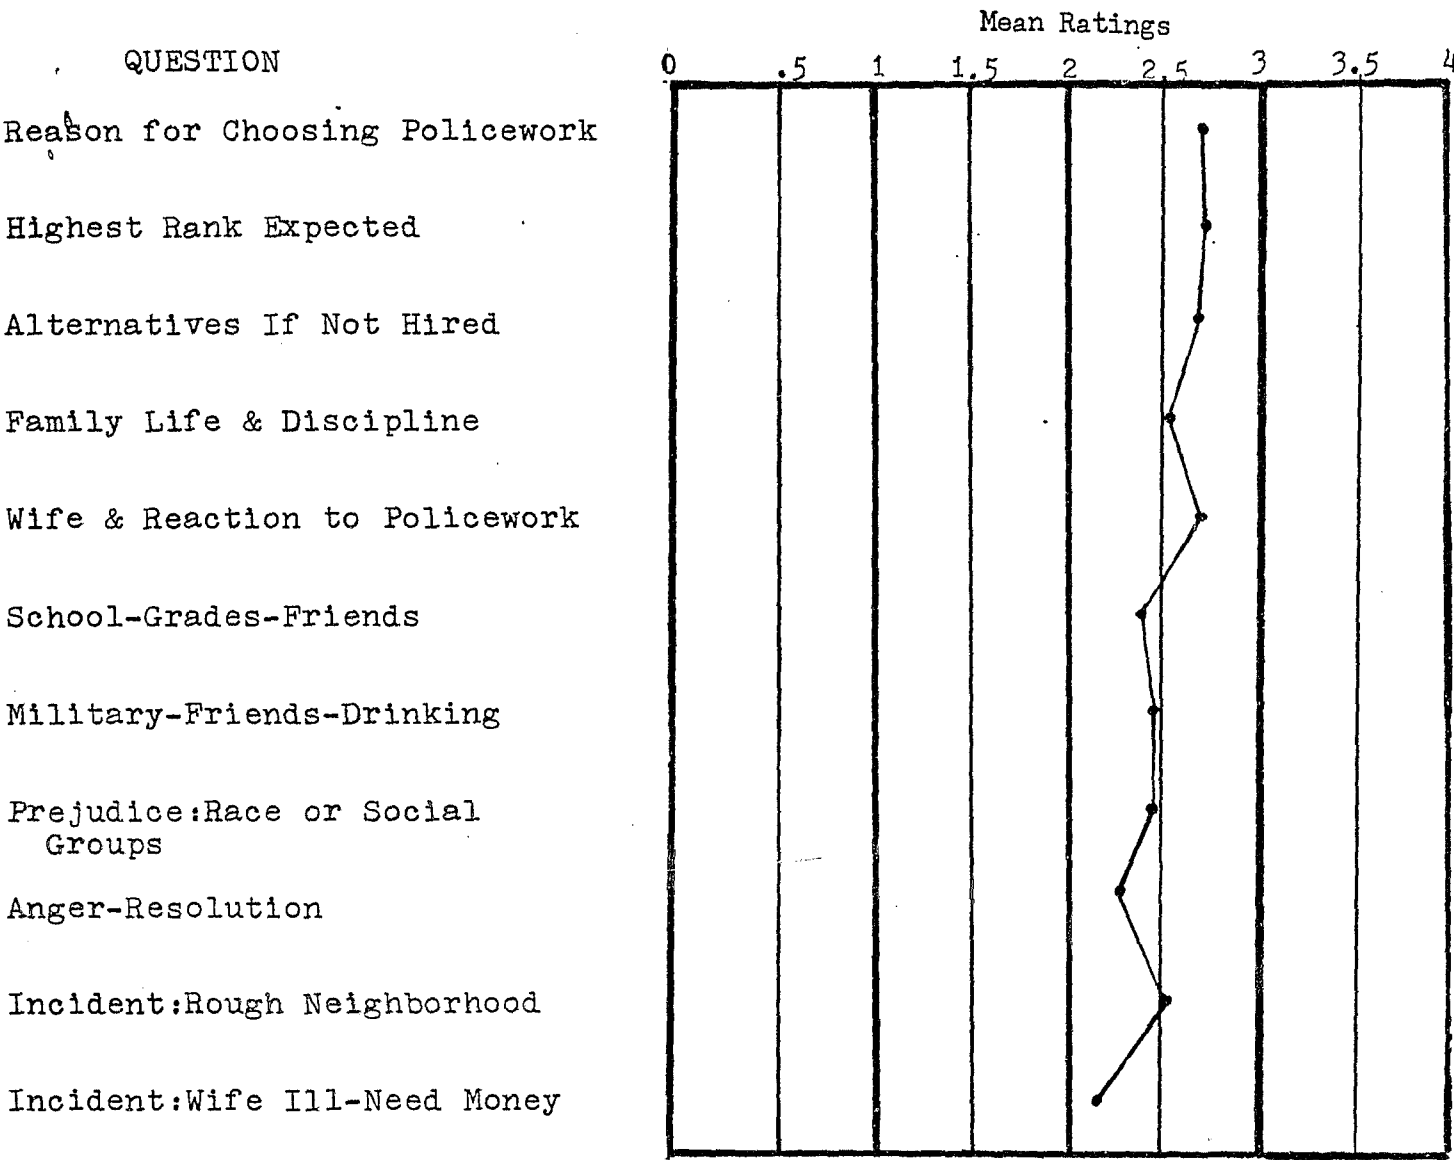 Mean Ratings
QUESTION
0 .5 1 1.5 2 2.5 3 3.5 4
Reason for Choosing Policework
Highest Rank Expected
Alternatives If Not Hired
Family Life & Discipline
Wife & Reaction to Policework
School-Grades-Friends
Military-Friends-Drinking
Prejudice:Race or Social
Groups
Anger-Resolution
Incident:Rough Neighborhood
Incident:Wife Ill-Need Money